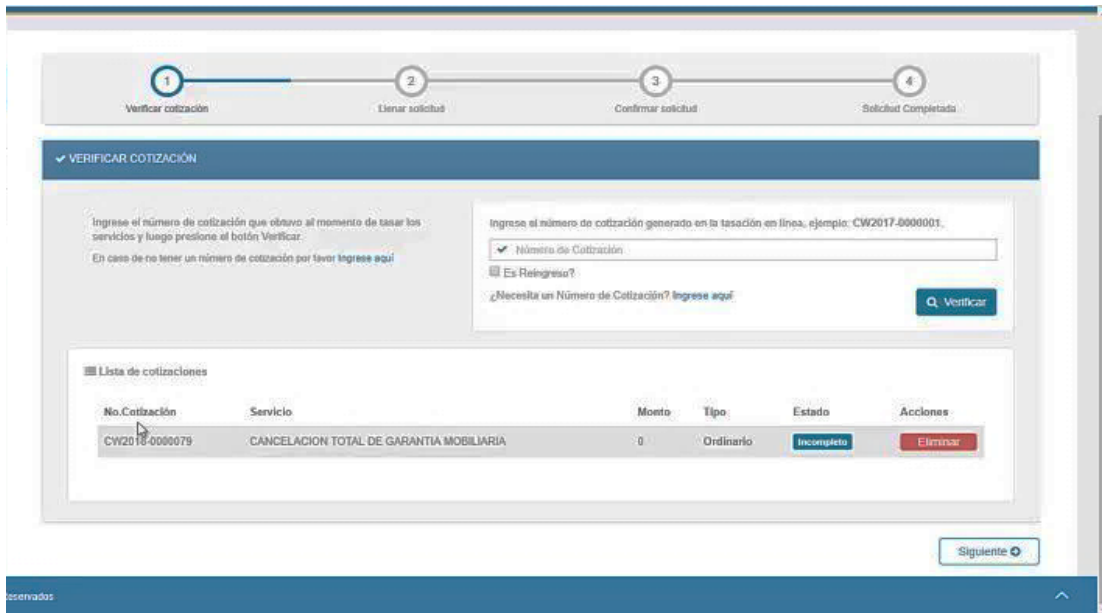 1
2
3
4
Verificar cotización
Llenar solicitud
Confirmar solicitud
Solicitud Completada
VERIFICAR COTIZACIÓN
Ingrese el número de cotización que obtuvo al momento de tasar los
servicios y luego presione el botón Verificar.
En caso de no tener un número de cotización por favor Ingrese aquí
Ingrese el número de cotización generado en la tasación en línea, ejemplo: CW2017-0000001.
Número de Cotización
Es Reingreso?
¿Necesita un Número de Cotización? Ingrese aquí
Verificar
Lista de cotizaciones
No.Cotización Servicio Monto Tipo Estado Acciones
CW2018-0000079 CANCELACION TOTAL DE GARANTIA MOBILIARIA 0 Ordinario Incompleto Eliminar
Siguiente